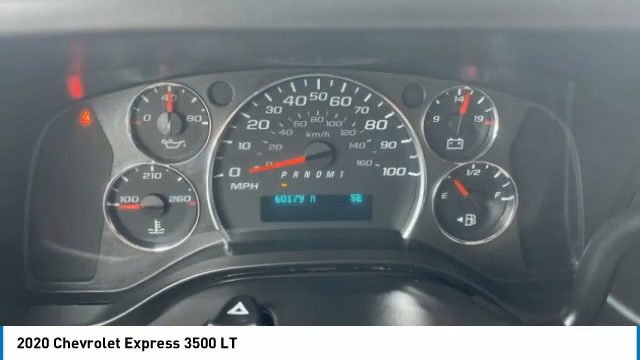 40
0 80
210
100 260
40 50 60
30 70
20 80
10 90
0 100
MPH
60 80 100
40 120
20 140
0 160
km/h
PRNDM1
60179 M SE
14
9 19
1/2
E F
2020 Chevrolet Express 3500 LT